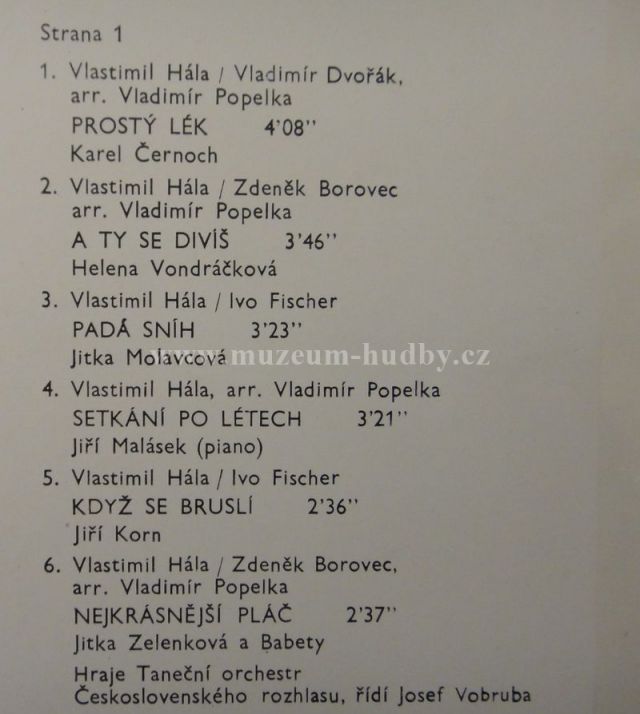 Strana 1
1. Vlastimil Hála / Vladimír Dvořák,
arr. Vladimír Popelka
PROSTÝ LÉK 4'08''
Karel Černoch
2. Vlastimil Hála / Zdeněk Borovec
arr. Vladimír Popelka
A TY SE DIVÍŠ 3'46''
Helena Vondráčková
3. Vlastimil Hála / Ivo Fischer
PADÁ SNÍH 3'23''
Jitka Molavcová
www.muzeum-hudby.cz
4. Vlastimil Hála, arr. Vladimír Popelka
SETKÁNÍ PO LÉTECH 3'21''
Jiří Malásek (piano)
5. Vlastimil Hála / Ivo Fischer
KDYŽ SE BRUSLÍ 2'36''
Jiří Korn
6. Vlastimil Hála / Zdeněk Borovec,
arr. Vladimír Popelka
NEJKRÁSNĚJŠÍ PLÁČ 2'37''
Jitka Zelenková a Babety
Hraje Taneční orchestr
Československého rozhlasu, řídí Josef Vobruba